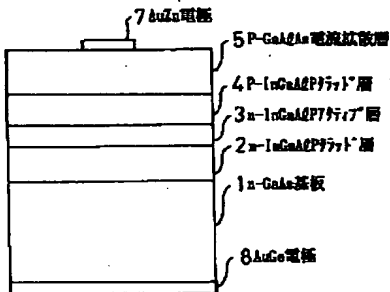 7 AuZn電極
5 P-GaAlAs電流拡散層
4 P-InGaAlPクラッド層
3 n-InGaAlPアクティブ層
2 n-InGaAlPクラッド層
1 n-GaAs基板
8 AuGe電極